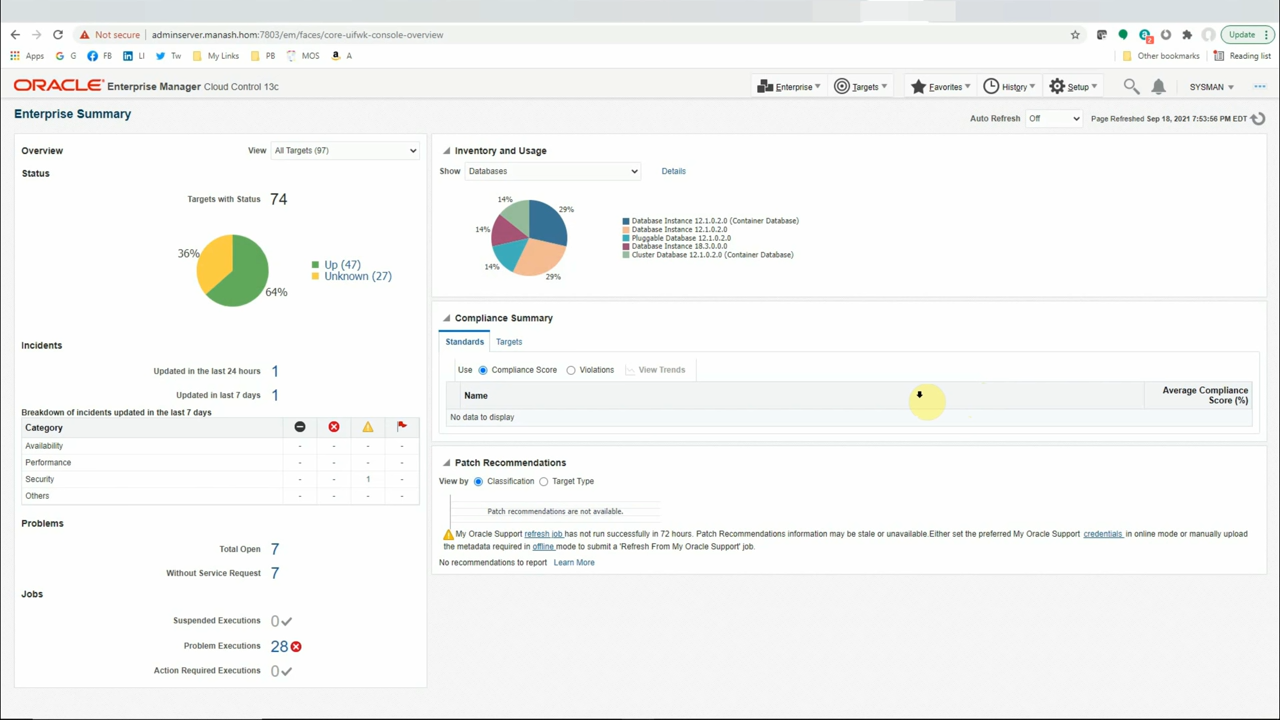 Not secure adminserver.manash.hom:7803/em/faces/core-uifwk-console-overview Update
Apps G FB LI Tw My Links PB MOS A Other bookmarks Reading list
ORACLE Enterprise Manager Cloud Control 13c Enterprise Targets Favorites History Setup SYSMAN
Enterprise Summary Auto Refresh Off Page Refreshed Sep 18, 2021 7:53:56 PM EDT
Overview View All Targets (97)
Status
Targets with Status 74
36%
64%
Up (47)
Unknown (27)
Incidents
Updated in the last 24 hours 1
Updated in last 7 days 1
Breakdown of incidents updated in the last 7 days
Category
Availability - - - -
Performance - - - -
Security - - 1 -
Others - - - -
Problems
Total Open 7
Without Service Request 7
Jobs
Suspended Executions 0
Problem Executions 28
Action Required Executions 0
Inventory and Usage
Show Databases Details
14%
29%
14%
14%
29%
Database Instance 12.1.0.2.0 (Container Database)
Database Instance 12.1.0.2.0
Pluggable Database 12.1.0.2.0
Database Instance 18.3.0.0.0
Cluster Database 12.1.0.2.0 (Container Database)
Compliance Summary
Standards Targets
Use Compliance Score Violations View Trends
Name Average Compliance
Score (%)
No data to display
Patch Recommendations
View by Classification Target Type
Patch recommendations are not available.
My Oracle Support refresh job has not run successfully in 72 hours. Patch Recommendations information may be stale or unavailable.Either set the preferred My Oracle Support credentials in online mode or manually upload
the metadata required in offline mode to submit a 'Refresh From My Oracle Support' job.
No recommendations to report Learn More